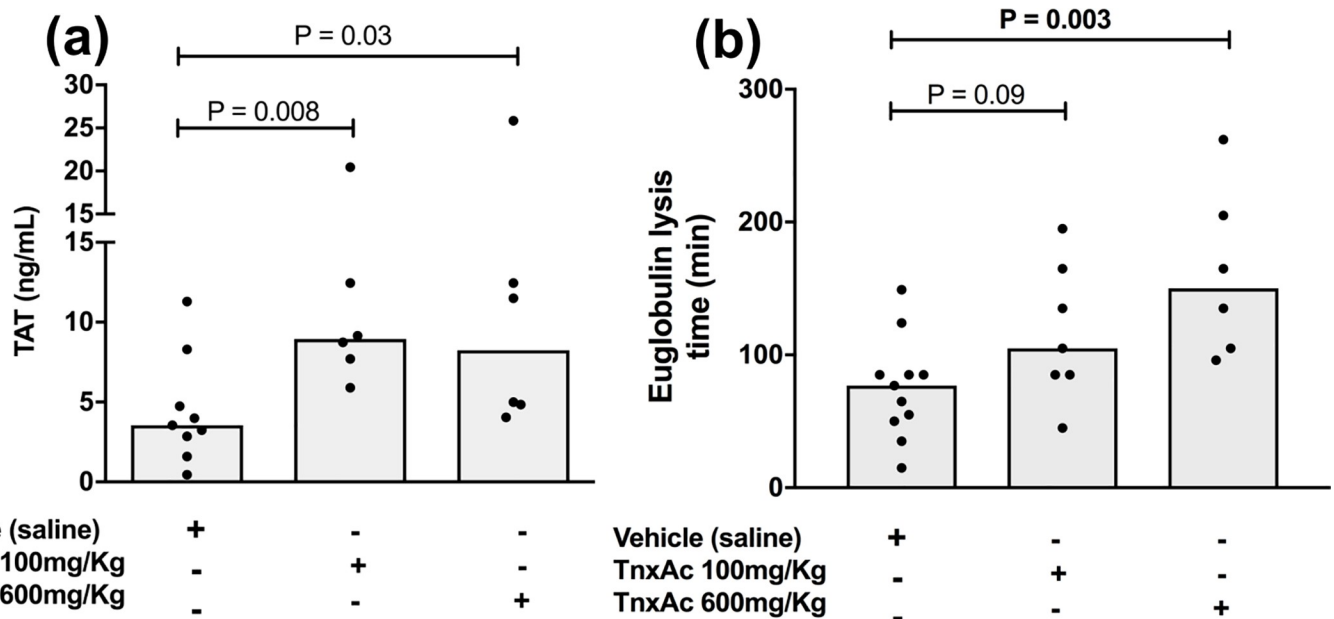 (a)
P = 0.03
P = 0.008
30
25
20
15
15
10
5
0
TAT (ng/mL)
(saline) + - -
100mg/Kg - + -
600mg/Kg - - +
(b)
P = 0.003
P = 0.09
300
200
100
0
Euglobulin lysis
time (min)
Vehicle (saline) + - -
TnxAc 100mg/Kg - + -
TnxAc 600mg/Kg - - +